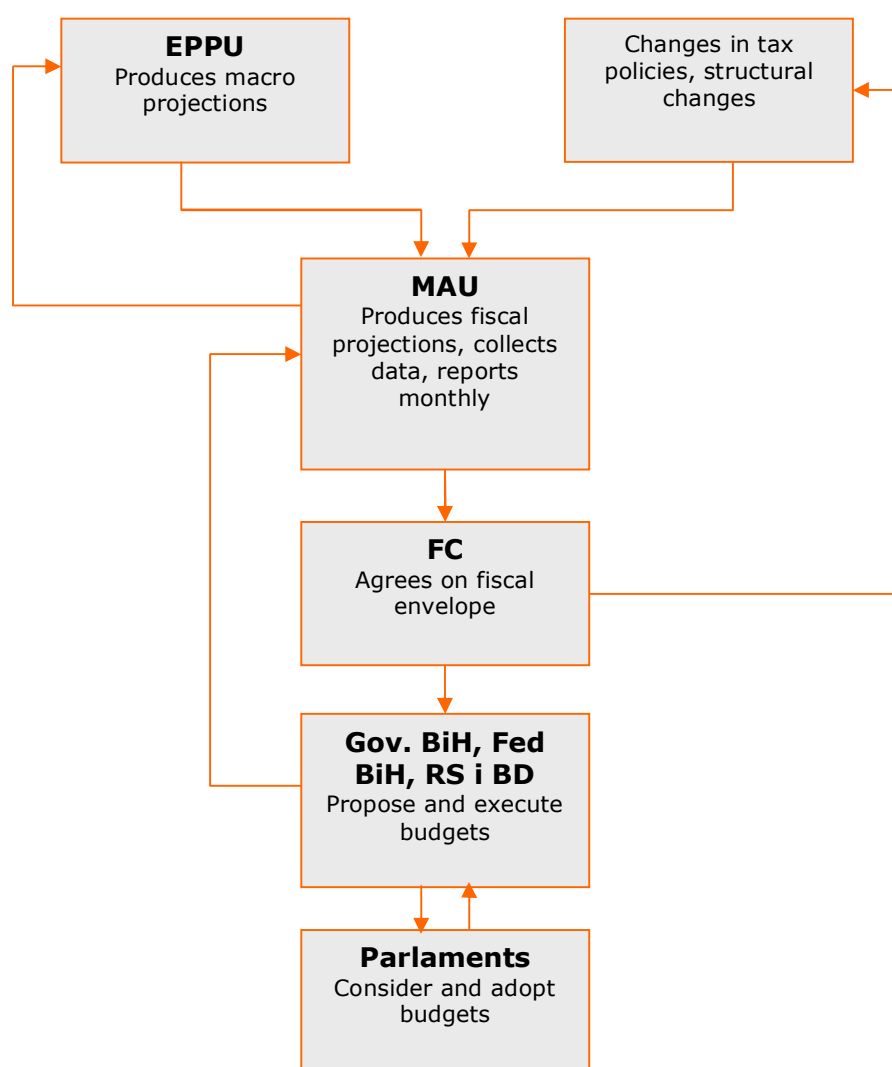 EPPU
Produces macro
projections
Changes in tax
policies, structural
changes
MAU
Produces fiscal
projections, collects
data, reports
monthly
FC
Agrees on fiscal
envelope
Gov. BiH, Fed
BiH, RS i BD
Propose and execute
budgets
Parlaments
Consider and adopt
budgets